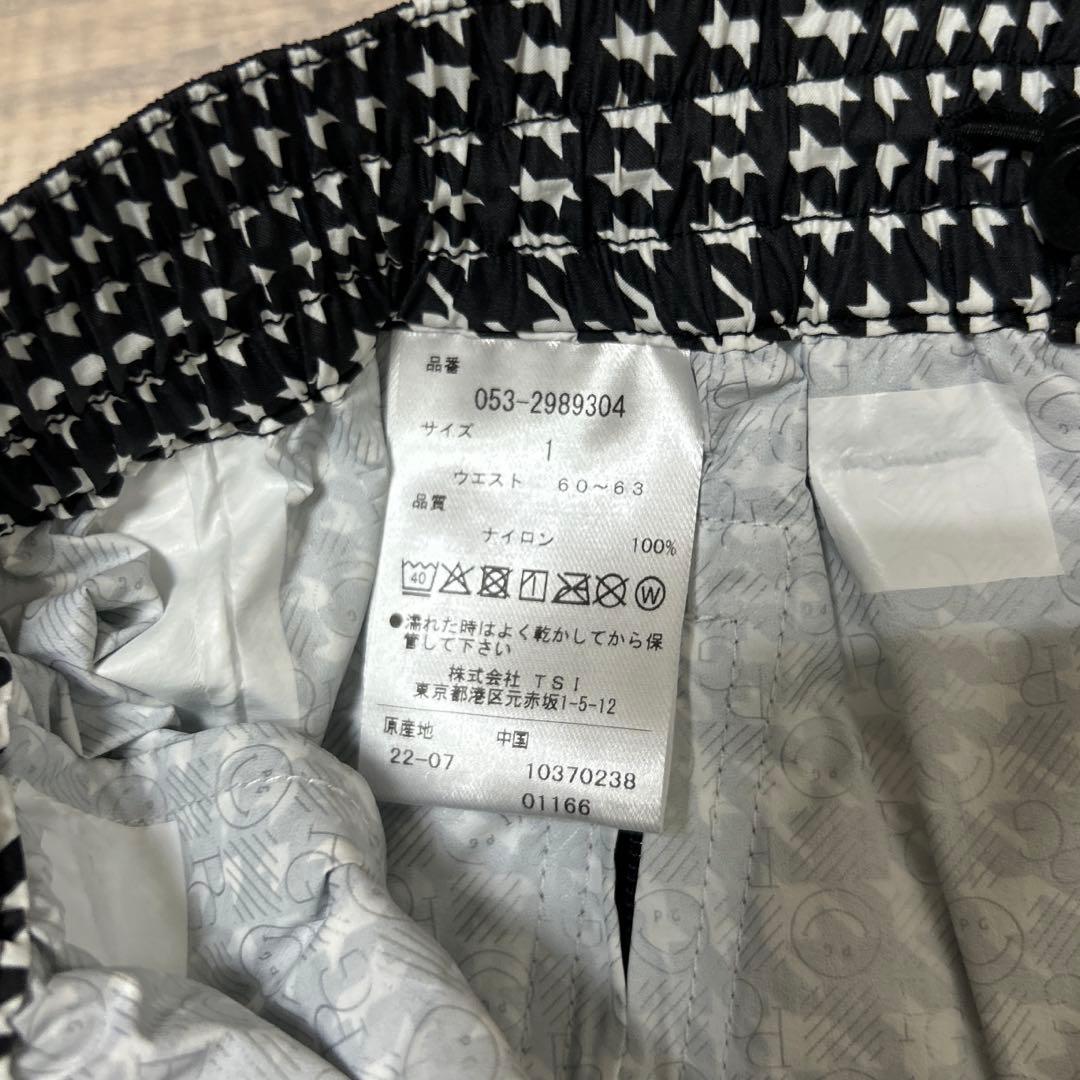 品番
053-2989304
サイズ
1
ウエスト 60～63
品質
ナイロン 100%
40 W
●濡れた時はよく乾かしてから保
管して下さい
株式会社 TSI
東京都港区元赤坂1-5-12
原産地 中国
22-07 10370238
01166